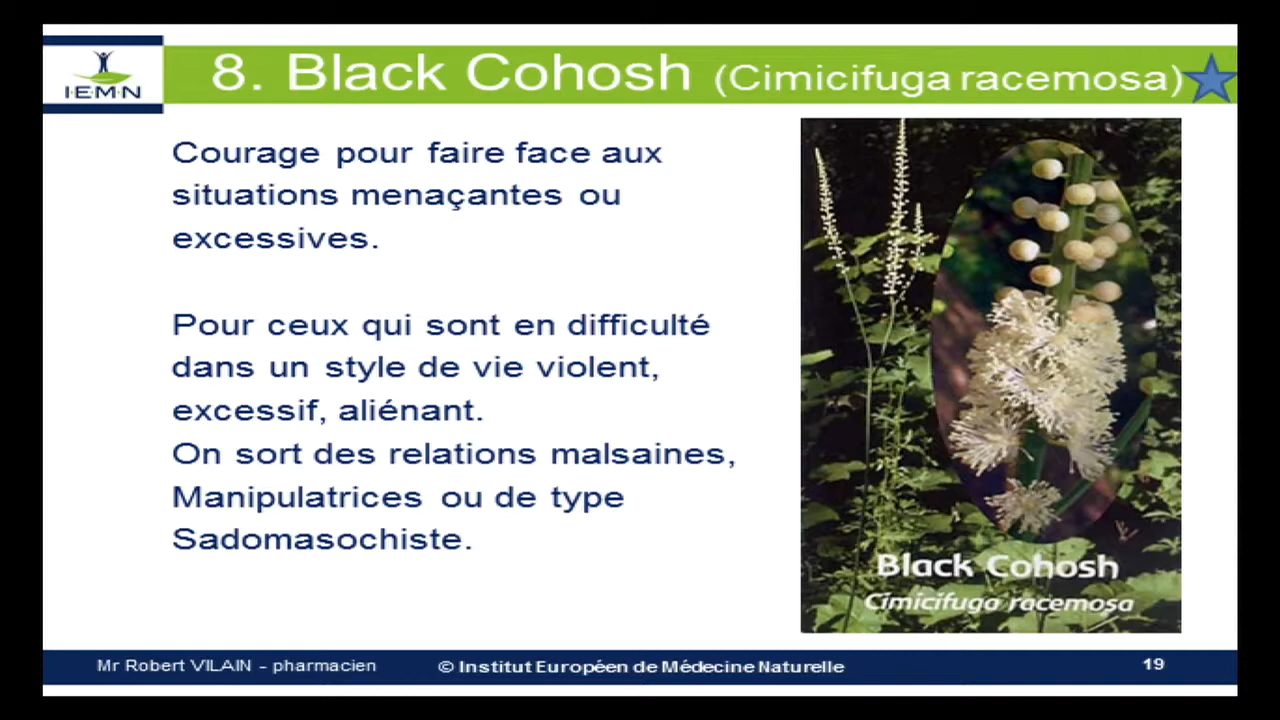 8. Black Cohosh (Cimicifuga racemosa)
I·E·M·N
Courage pour faire face aux
situations menaçantes ou
excessives.
Pour ceux qui sont en difficulté
dans un style de vie violent,
excessif, aliénant.
On sort des relations malsaines,
Manipulatrices ou de type
Sadomasochiste.
Black Cohosh
Cimicifuga racemosa
Mr Robert VILAIN - pharmacien
© Institut Européen de Médecine Naturelle
19